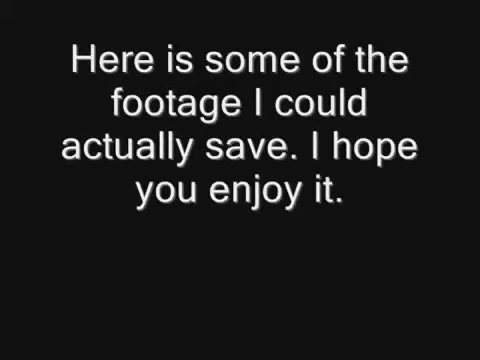 Here is some of the
footage I could
actually save. I hope
you enjoy it.